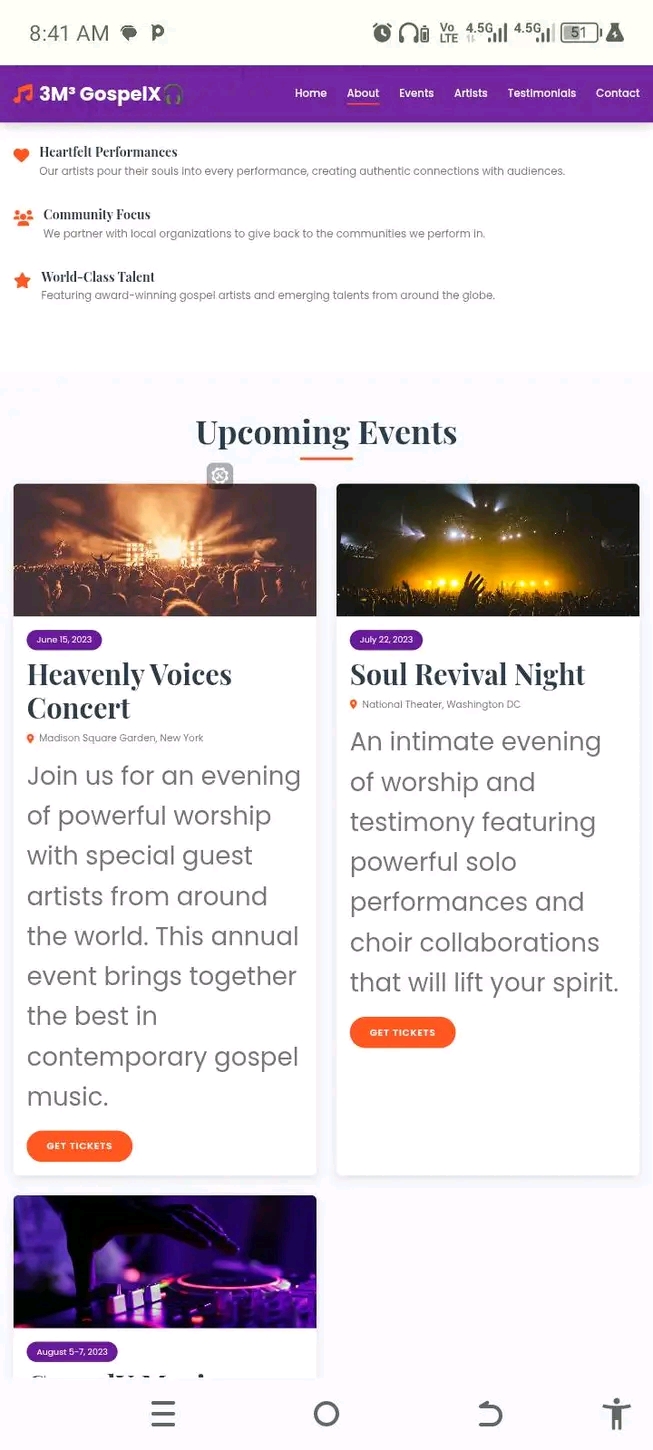 8:41 AM
Vo LTE 4.5G 4.5G 51
3M³ GospelX
Home About Events Artists Testimonials Contact
Heartfelt Performances
Our artists pour their souls into every performance, creating authentic connections with audiences.
Community Focus
We partner with local organizations to give back to the communities we perform in.
World-Class Talent
Featuring award-winning gospel artists and emerging talents from around the globe.
Upcoming Events
June 15, 2023
Heavenly Voices
Concert
Madison Square Garden, New York
Join us for an evening
of powerful worship
with special guest
artists from around
the world. This annual
event brings together
the best in
contemporary gospel
music.
GET TICKETS
July 22, 2023
Soul Revival Night
National Theater, Washington DC
An intimate evening
of worship and
testimony featuring
powerful solo
performances and
choir collaborations
that will lift your spirit.
GET TICKETS
August 5-7, 2023